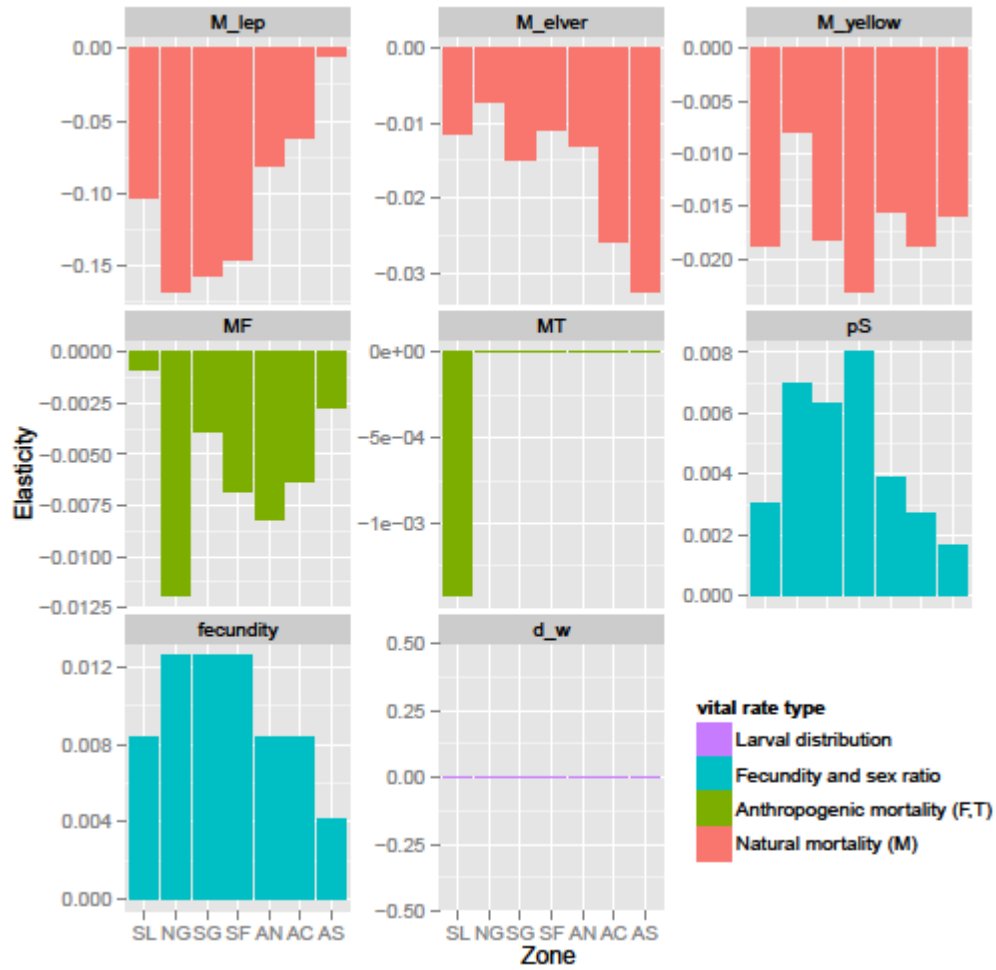 M_lep M_elver M_yellow
0.00 0.00 0.000
−0.05 −0.01 −0.005
−0.10 −0.02 −0.010
−0.15 −0.03 −0.015
−0.020
MF MT pS
0.0000 0e+00 0.008
−0.0025 −5e−04 0.006
−0.0050 −1e−03 0.004
−0.0075 0.002
−0.0100 0.000
−0.0125
Elasticity
fecundity d_w
0.012 0.50
0.008 0.25
0.004 0.00
0.000 −0.25
−0.50
SL NG SG SF AN AC AS SL NG SG SF AN AC AS
Zone
vital rate type
Larval distribution
Fecundity and sex ratio
Anthropogenic mortality (F,T)
Natural mortality (M)